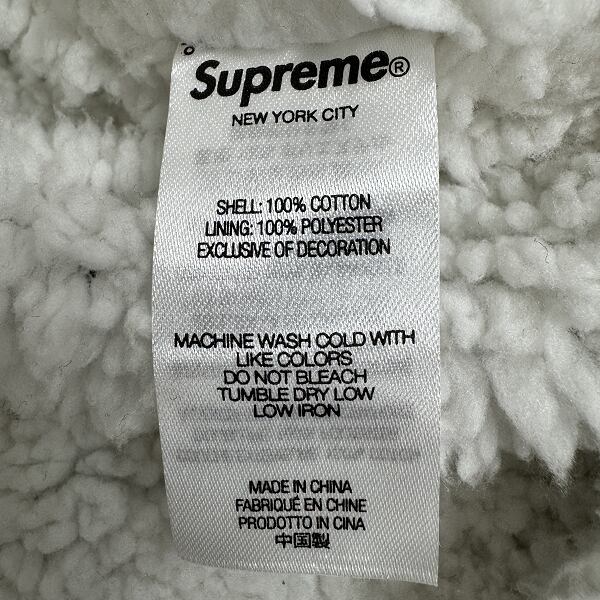 Supreme®
NEW YORK CITY
SHELL: 100% COTTON
LINING: 100% POLYESTER
EXCLUSIVE OF DECORATION
MACHINE WASH COLD WITH
LIKE COLORS
DO NOT BLEACH
TUMBLE DRY LOW
LOW IRON
MADE IN CHINA
FABRIQUÉ EN CHINE
PRODOTTO IN CINA
中国製